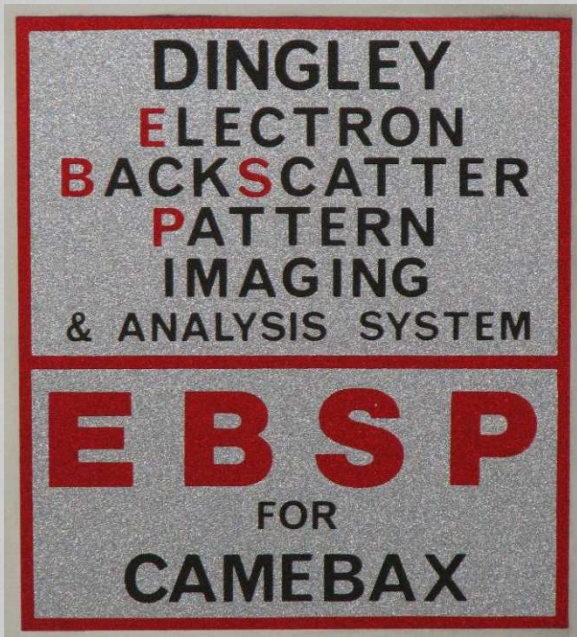 DINGLEY
ELECTRON
BACKSCATTER
PATTERN
IMAGING
& ANALYSIS SYSTEM
EBSP
FOR
CAMEBAX